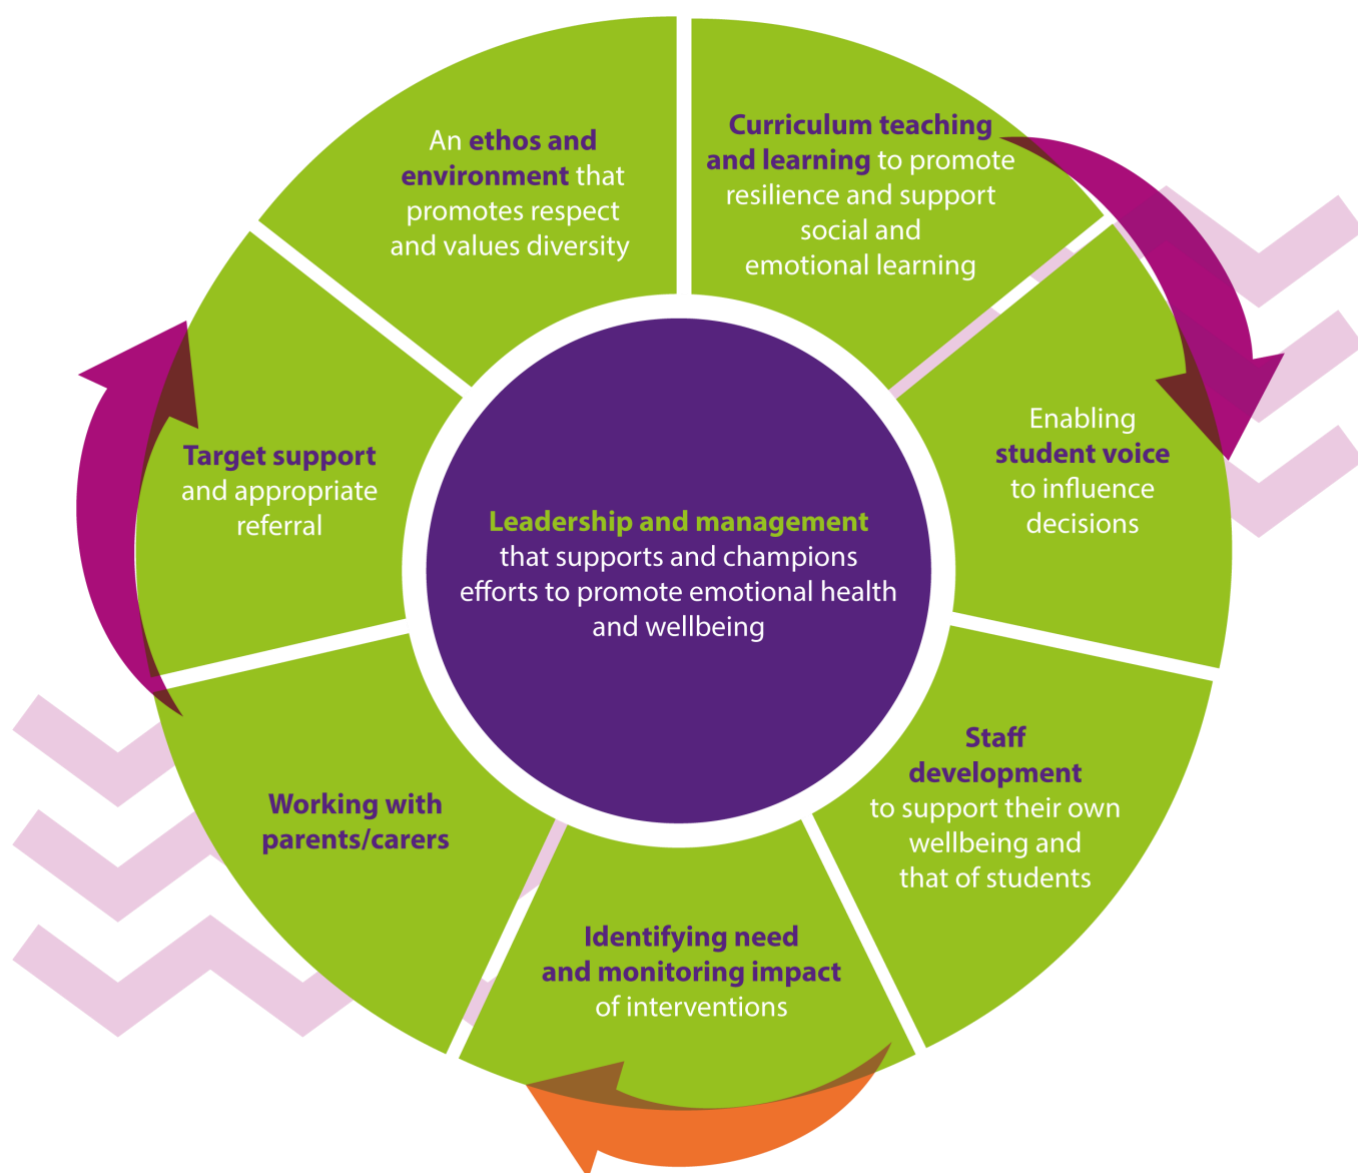 An ethos and
environment that
promotes respect
and values diversity
Curriculum teaching
and learning to promote
resilience and support
social and
emotional learning
Enabling
student voice
to influence
decisions
Staff
development
to support their own
wellbeing and
that of students
Identifying need
and monitoring impact
of interventions
Working with
parents/carers
Target support
and appropriate
referral
Leadership and management
that supports and champions
efforts to promote emotional health
and wellbeing